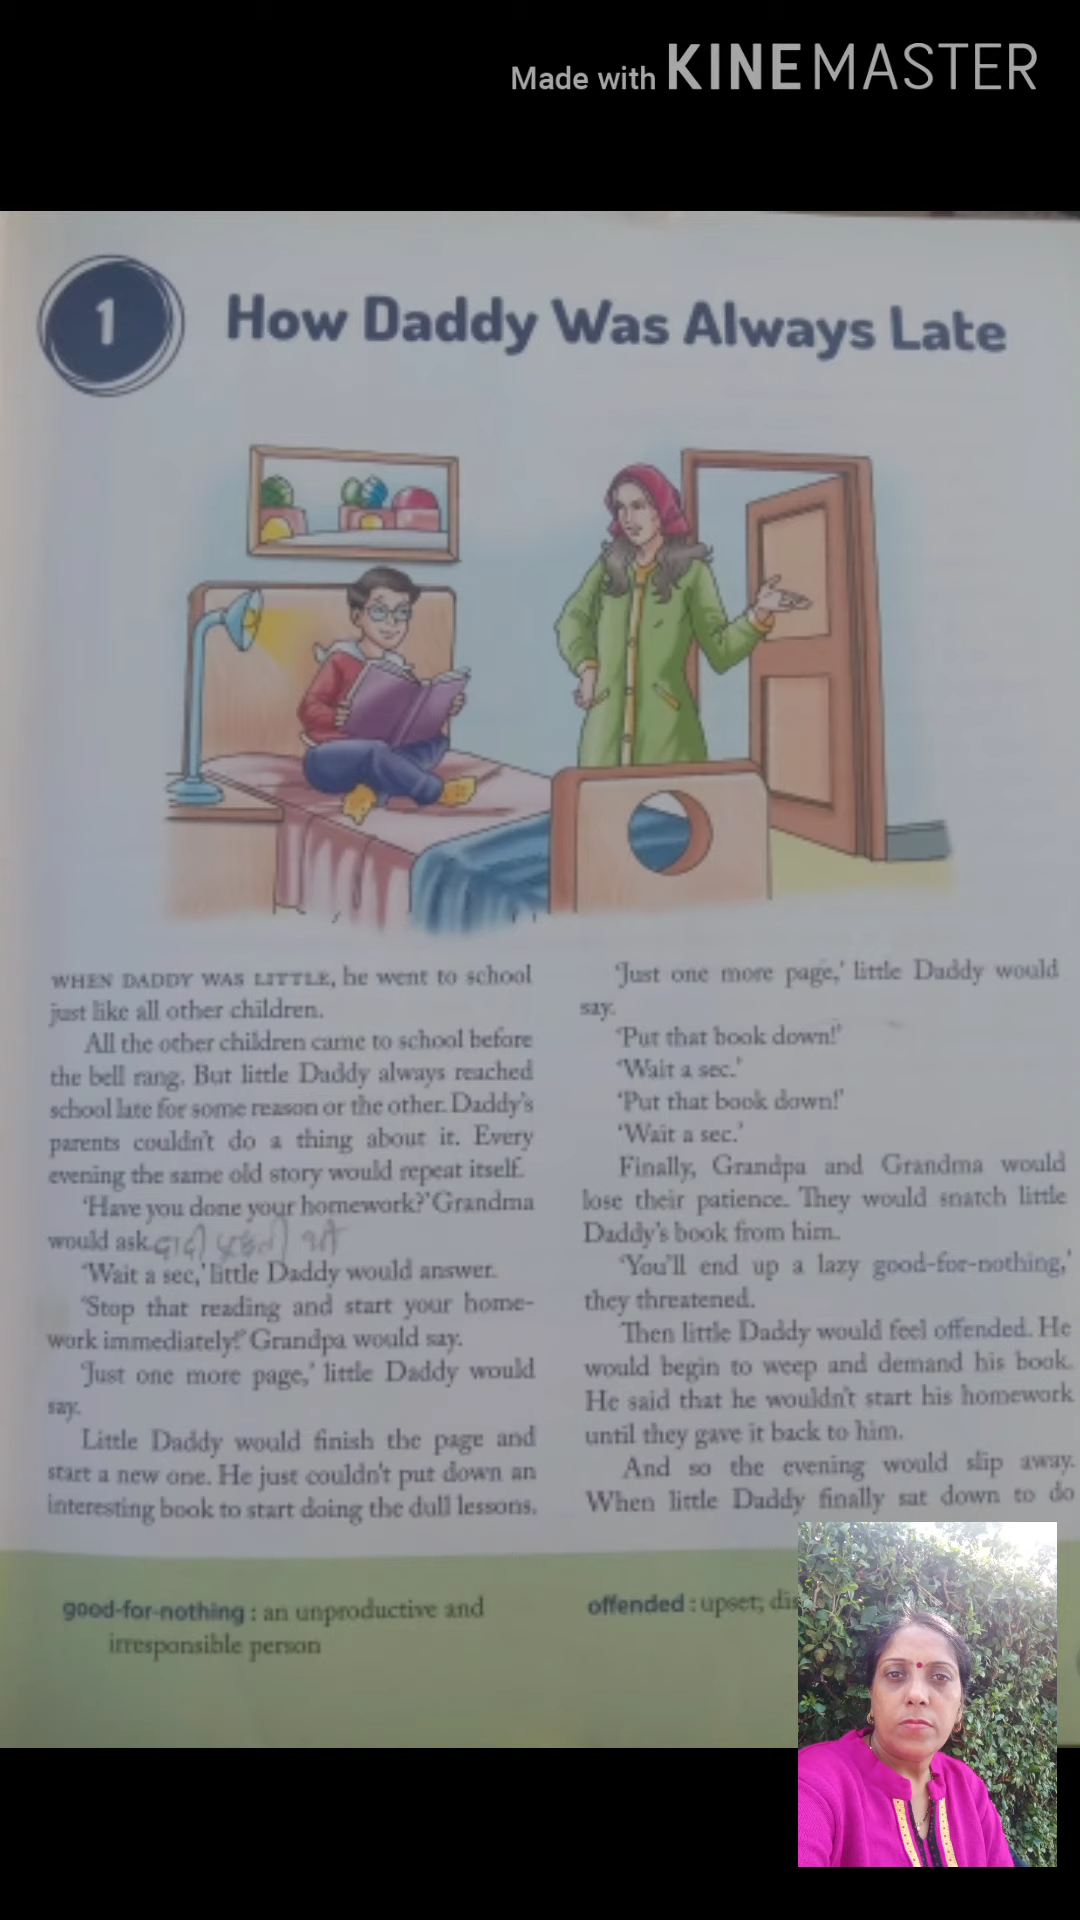 Made with KINEMASTER
1
How Daddy Was Always Late
WHEN DADDY WAS LITTLE, he went to school
just like all other children.
All the other children came to school before
the bell rang. But little Daddy always reached
school late for some reason or the other. Daddy's
parents couldn't do a thing about it. Every
evening the same old story would repeat itself.
'Have you done your homework?' Grandma
would ask.
'Wait a sec,' little Daddy would answer.
'Stop that reading and start your home-
work immediately!' Grandpa would say.
'Just one more page,' little Daddy would
say.
Little Daddy would finish the page and
start a new one. He just couldn't put down an
interesting book to start doing the dull lessons.
'Just one more page,' little Daddy would
say.
'Put that book down!'
'Wait a sec.'
'Put that book down!'
'Wait a sec.'
Finally, Grandpa and Grandma would
lose their patience. They would snatch little
Daddy's book from him.
'You'll end up a lazy good-for-nothing,'
they threatened.
Then little Daddy would feel offended. He
would begin to weep and demand his book.
He said that he wouldn't start his homework
until they gave it back to him.
And so the evening would slip away.
When little Daddy finally sat down to do
good-for-nothing : an unproductive and
irresponsible person
offended : upset; dis